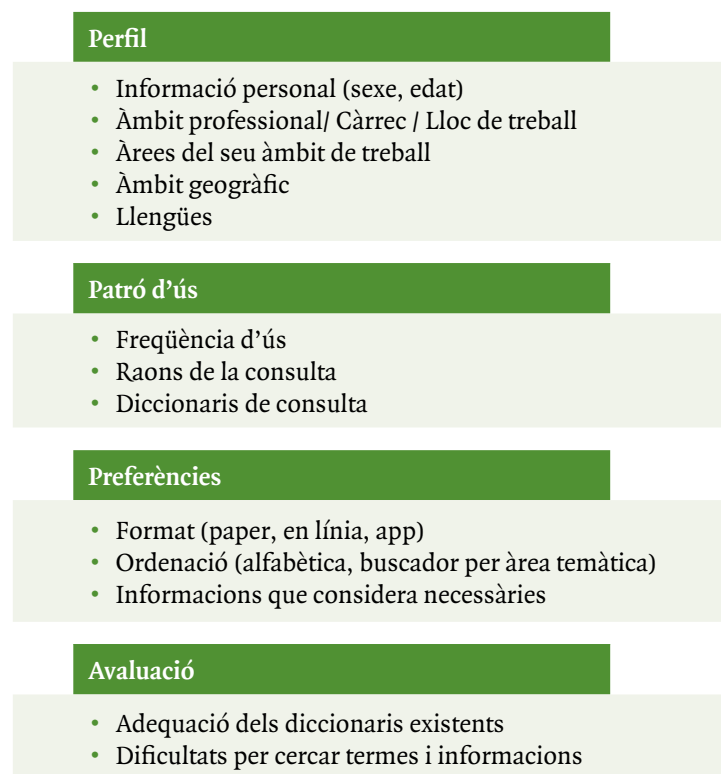 Perfil
• Informació personal (sexe, edat)
• Àmbit professional/ Càrrec / Lloc de treball
• Àrees del seu àmbit de treball
• Àmbit geogràfic
• Llengües
Patró d’ús
• Freqüència d’ús
• Raons de la consulta
• Diccionaris de consulta
Preferències
• Format (paper, en línia, app)
• Ordenació (alfabètica, buscador per àrea temàtica)
• Informacions que considera necessàries
Avaluació
• Adequació dels diccionaris existents
• Dificultats per cercar termes i informacions